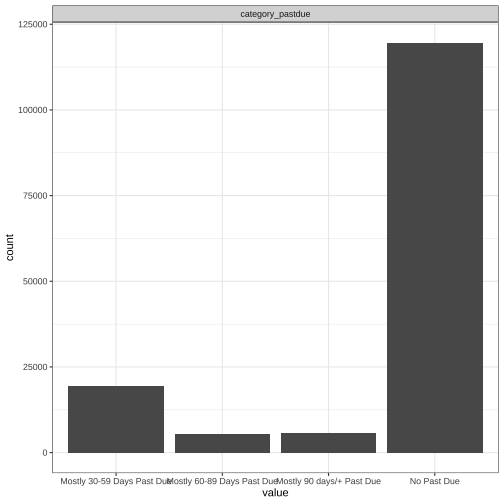 category_pastdue
125000
100000
75000
50000
25000
0
count
Mostly 30-59 Days Past Due
Mostly 60-89 Days Past Due
Mostly 90 days/+ Past Due
No Past Due
value